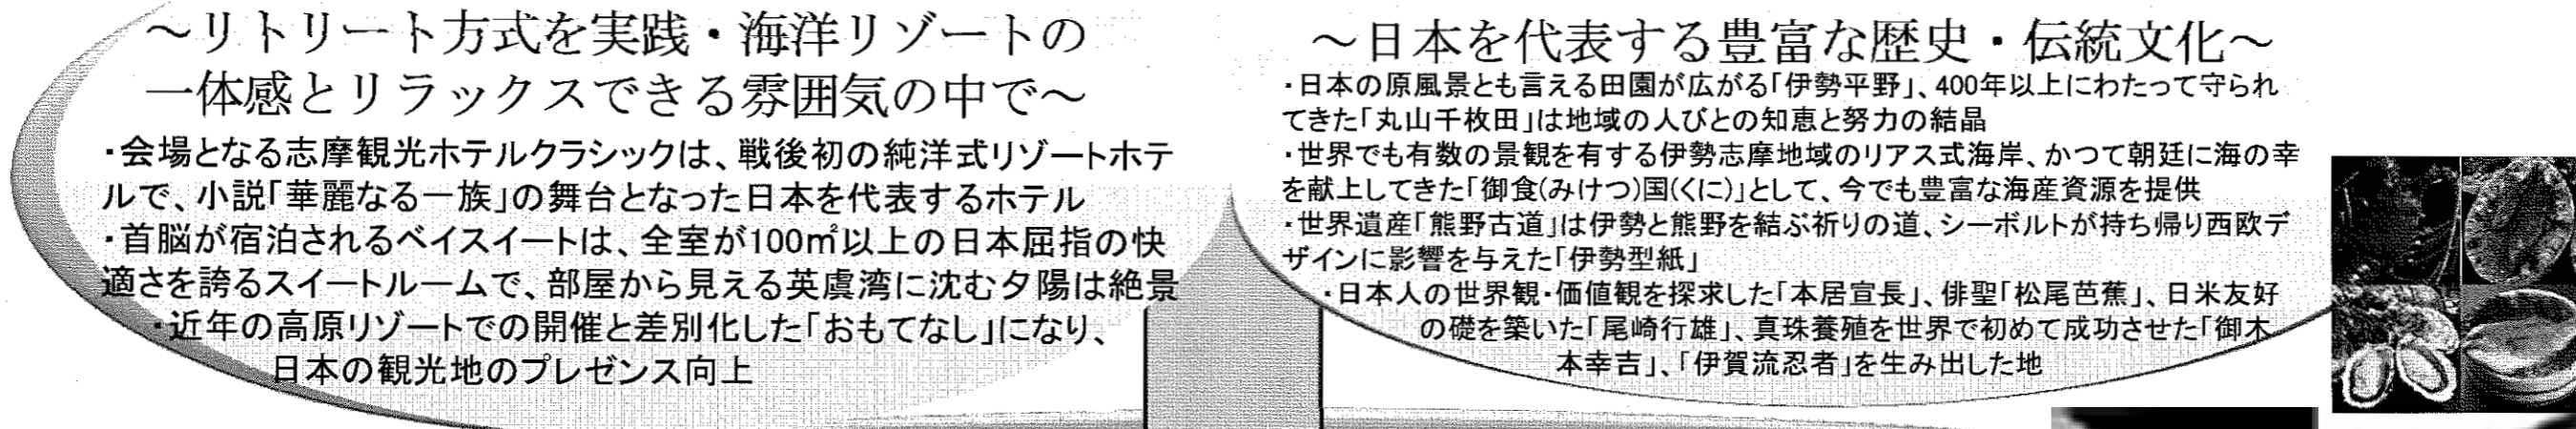 ～リトリート方式を実践・海洋リゾートの
一体感とリラックスできる雰囲気の中で～
・会場となる志摩観光ホテルクラシックは、戦後初の純洋式リゾートホテ
ルで、小説「華麗なる一族」の舞台となった日本を代表するホテル
・首脳が宿泊されるベイスイートは、全室が100㎡以上の日本屈指の快
適さを誇るスイートルームで、部屋から見える英虞湾に沈む夕陽は絶景
・近年の高原リゾートでの開催と差別化した「おもてなし」になり、
日本の観光地のプレゼンス向上
～日本を代表する豊富な歴史・伝統文化～
・日本の原風景とも言える田園が広がる「伊勢平野」、400年以上にわたって守られ
てきた「丸山千枚田」は地域の人びとの知恵と努力の結晶
・世界でも有数の景観を有する伊勢志摩地域のリアス式海岸、かつて朝廷に海の幸
を献上してきた「御食(みけつ)国(くに)」として、今でも豊富な海産資源を提供
・世界遺産「熊野古道」は伊勢と熊野を結ぶ祈りの道、シーボルトが持ち帰り西欧デ
ザインに影響を与えた「伊勢型紙」
・日本人の世界観・価値観を探求した「本居宣長」、俳聖「松尾芭蕉」、日米友好
の礎を築いた「尾崎行雄」、真珠養殖を世界で初めて成功させた「御木
本幸吉」、「伊賀流忍者」を生み出した地